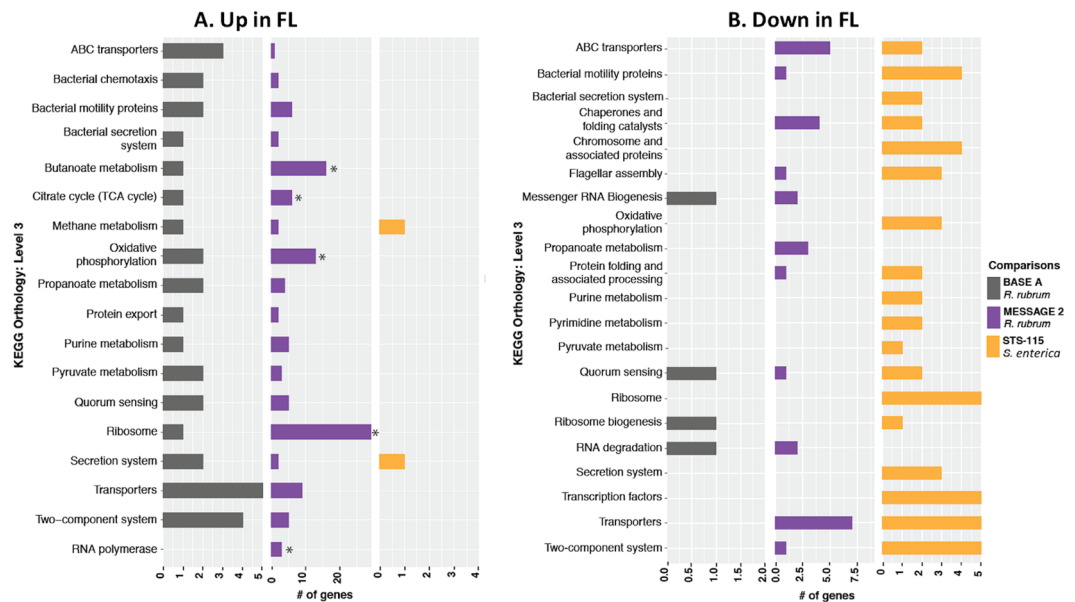 A. Up in FL
KEGG Orthology: Level 3
ABC transporters
Bacterial chemotaxis
Bacterial motility proteins
Bacterial secretion
system
Butanoate metabolism
*
Citrate cycle (TCA cycle)
*
Methane metabolism
Oxidative
phosphorylation
*
Propanoate metabolism
Protein export
Purine metabolism
Pyruvate metabolism
Quorum sensing
Ribosome
*
Secretion system
Transporters
Two-component system
RNA polymerase
*
0 1 2 3 4 5
0 10 20
0 1 2 3 4
# of genes
B. Down in FL
KEGG Orthology: Level 3
ABC transporters
Bacterial motility proteins
Bacterial secretion system
Chaperones and
folding catalysts
Chromosome and
associated proteins
Flagellar assembly
Messenger RNA Biogenesis
Oxidative
phosphorylation
Propanoate metabolism
Protein folding and
associated processing
Purine metabolism
Pyrimidine metabolism
Pyruvate metabolism
Quorum sensing
Ribosome
Ribosome biogenesis
RNA degradation
Secretion system
Transcription factors
Transporters
Two-component system
0.0 0.5 1.0 1.5 2.0
0.0 2.5 5.0 7.5
0 1 2 3 4 5
# of genes
Comparisons
BASE A
R. rubrum
MESSAGE 2
R. rubrum
STS-115
S. enterica